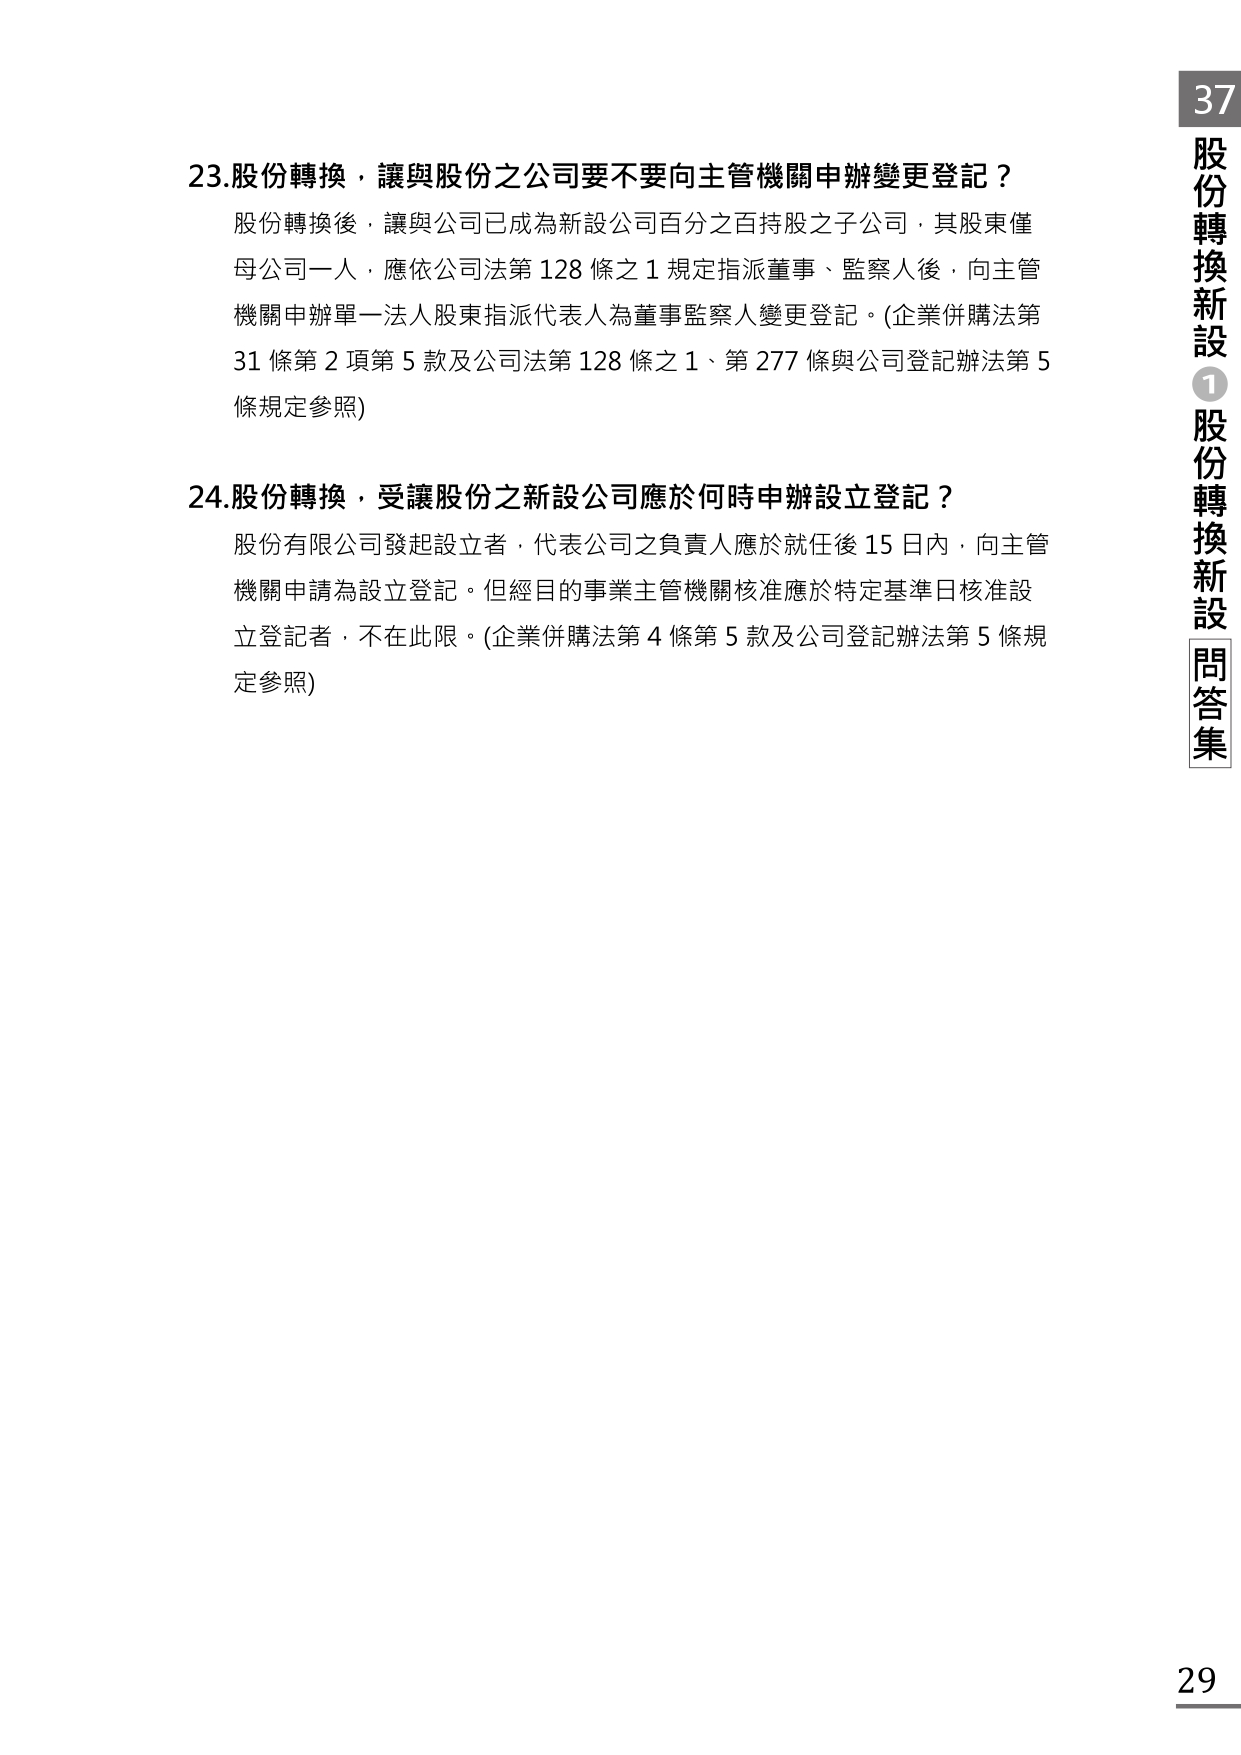 37
股份轉換新設❶股份轉換新設問答集
23.股份轉換，讓與股份之公司要不要向主管機關申辦變更登記？
股份轉換後，讓與公司已成為新設公司百分之百持股之子公司，其股東僅
母公司一人，應依公司法第 128 條之 1 規定指派董事、監察人後，向主管
機關申辦單一法人股東指派代表人為董事監察人變更登記。(企業併購法第
31 條第 2 項第 5 款及公司法第 128 條之 1、第 277 條與公司登記辦法第 5
條規定參照)
24.股份轉換，受讓股份之新設公司應於何時申辦設立登記？
股份有限公司發起設立者，代表公司之負責人應於就任後 15 日內，向主管
機關申請為設立登記。但經目的事業主管機關核准應於特定基準日核准設
立登記者，不在此限。(企業併購法第 4 條第 5 款及公司登記辦法第 5 條規
定參照)
29